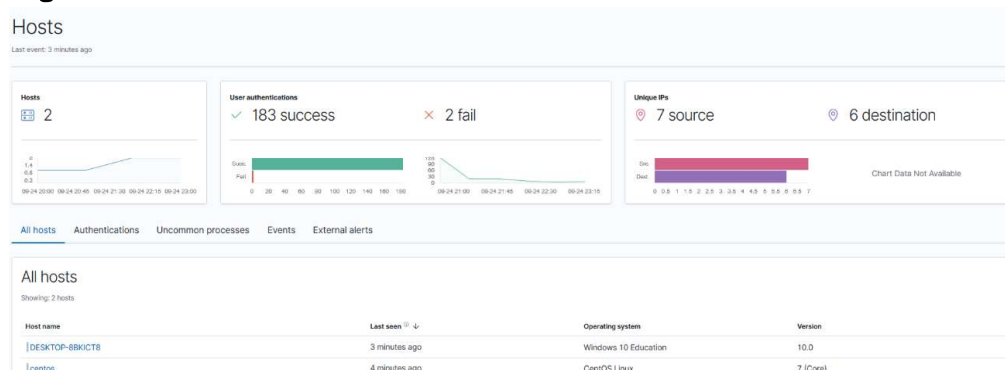 Hosts
Last event: 3 minutes ago
Hosts
2
User authentications
183 success
2 fail
Unique IPs
7 source
6 destination
Succ.
Fail
0 20 40 60 80 100 120 140 160 180
09-24 20:00 09-24 20:45 09-24 21:30 09-24 22:15 09-24 23:00
120
90
60
30
0
09-24 21:00 09-24 21:45 09-24 22:30 09-24 23:15
Src.
Dest.
0 0.5 1 1.5 2 2.5 3 3.5 4 4.5 5 5.5 6 6.5 7
Chart Data Not Available
All hosts Authentications Uncommon processes Events External alerts
All hosts
Showing: 2 hosts
Host name Last seen Operating system Version
DESKTOP-8BKICT8 3 minutes ago Windows 10 Education 10.0
centos 4 minutes ago CentOS Linux 7 (Core)